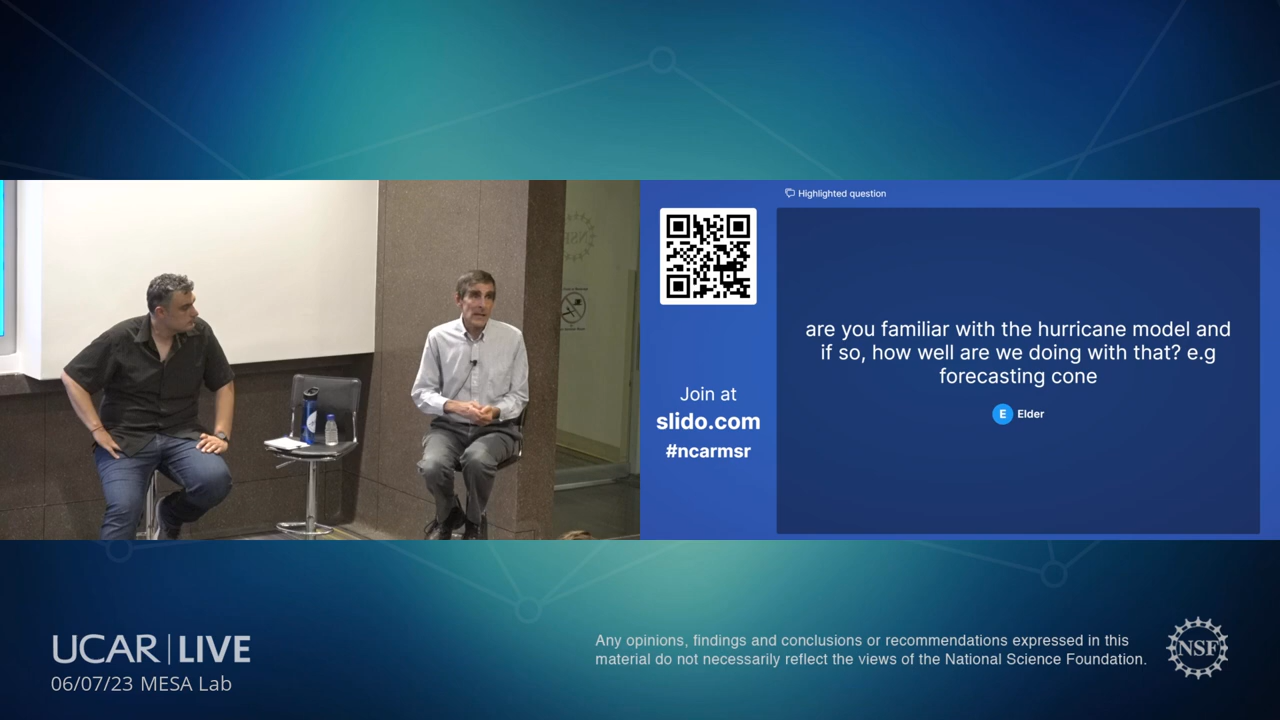 Highlighted question
are you familiar with the hurricane model and
if so, how well are we doing with that? e.g
forecasting cone
E Elder
Join at
slido.com
#ncarmsr
UCAR | LIVE
06/07/23 MESA Lab
Any opinions, findings and conclusions or recommendations expressed in this
material do not necessarily reflect the views of the National Science Foundation.
NSF